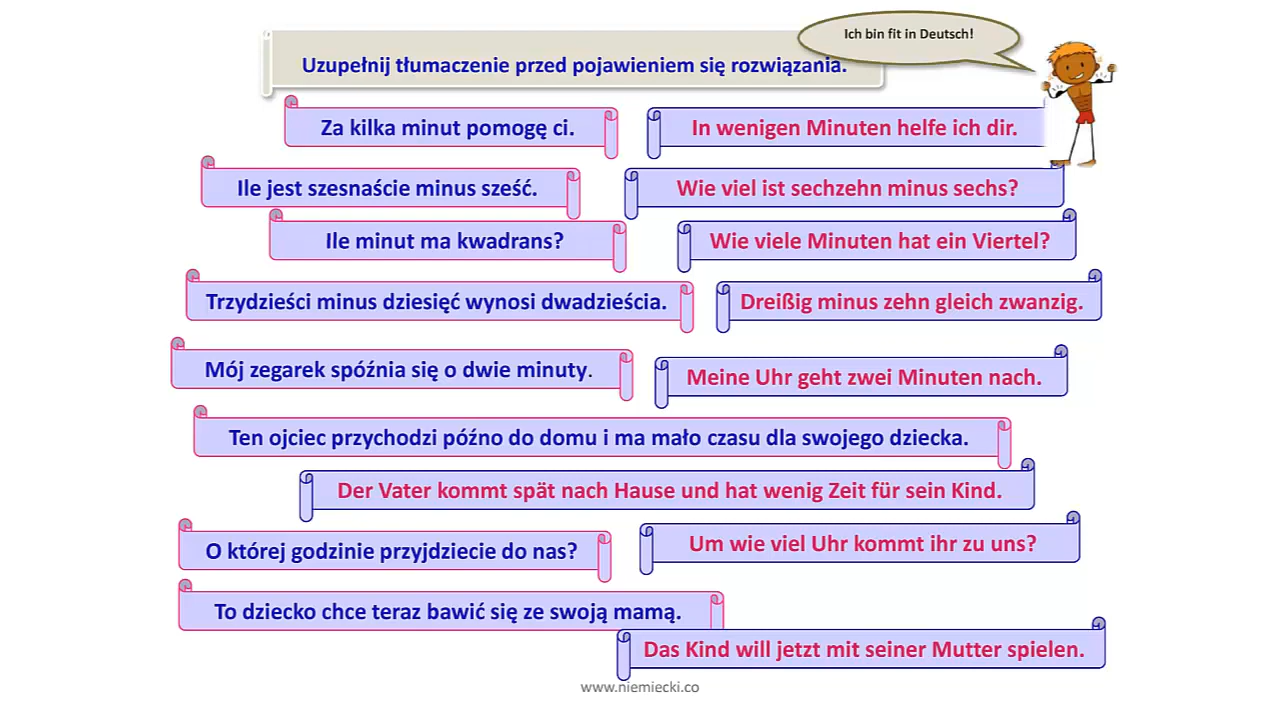 Ich bin fit in Deutsch!
Uzupełnij tłumaczenie przed pojawieniem się rozwiązania.
Za kilka minut pomogę ci.
In wenigen Minuten helfe ich dir.
Ile jest szesnaście minus sześć.
Wie viel ist sechzehn minus sechs?
Ile minut ma kwadrans?
Wie viele Minuten hat ein Viertel?
Trzydzieści minus dziesięć wynosi dwadzieścia.
Dreißig minus zehn gleich zwanzig.
Mój zegarek spóźnia się o dwie minuty.
Meine Uhr geht zwei Minuten nach.
Ten ojciec przychodzi późno do domu i ma mało czasu dla swojego dziecka.
Der Vater kommt spät nach Hause und hat wenig Zeit für sein Kind.
O której godzinie przyjdziecie do nas?
Um wie viel Uhr kommt ihr zu uns?
To dziecko chce teraz bawić się ze swoją mamą.
Das Kind will jetzt mit seiner Mutter spielen.
www.niemiecki.co